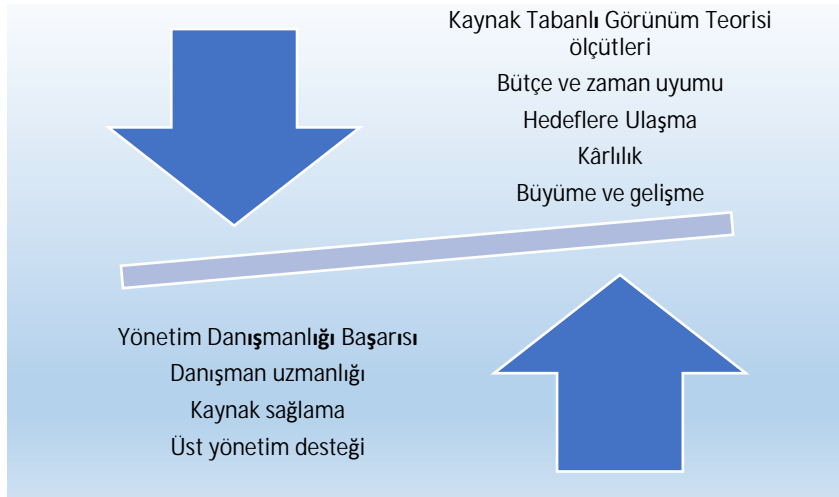 Kaynak Tabanlı Görünüm Teorisi
ölçütleri
Bütçe ve zaman uyumu
Hedeflere Ulaşma
Kârlılık
Büyüme ve gelişme
Yönetim Danışmanlığı Başarısı
Danışman uzmanlığı
Kaynak sağlama
Üst yönetim desteği